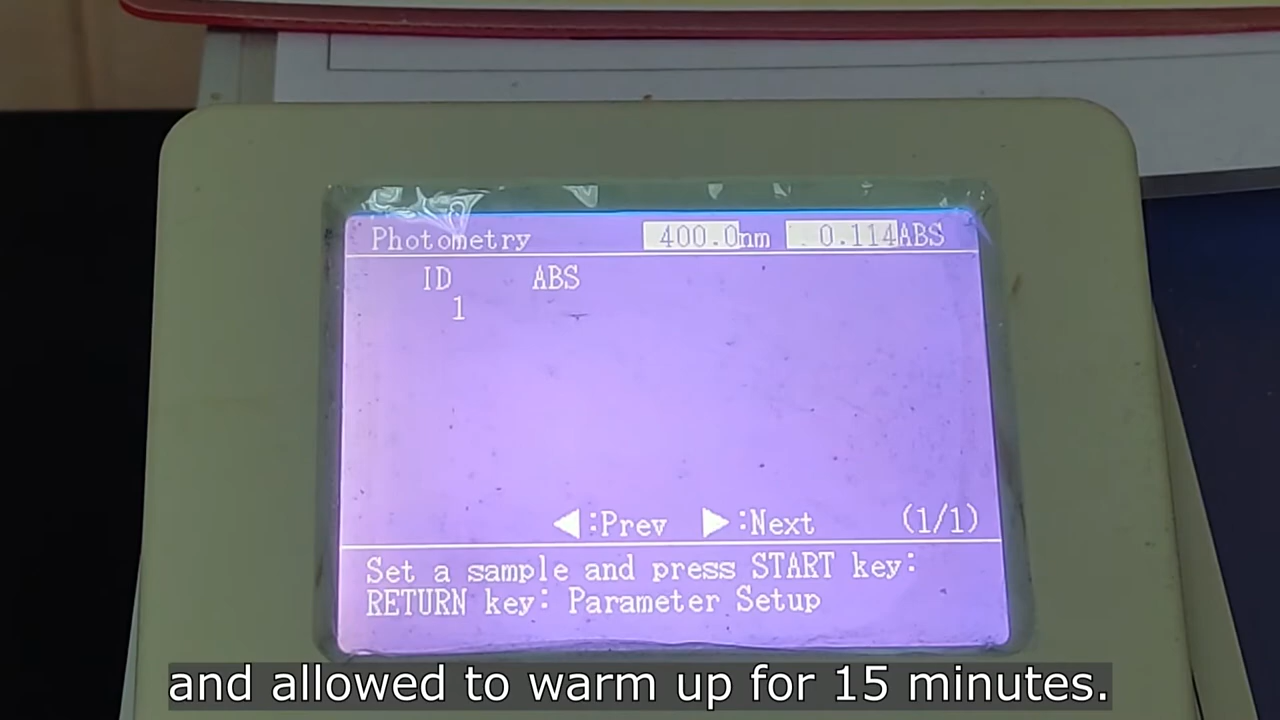 Photometry 400.0nm 0.114ABS
ID ABS
1
◀:Prev ▶:Next (1/1)
Set a sample and press START key:
RETURN key: Parameter Setup
and allowed to warm up for 15 minutes.